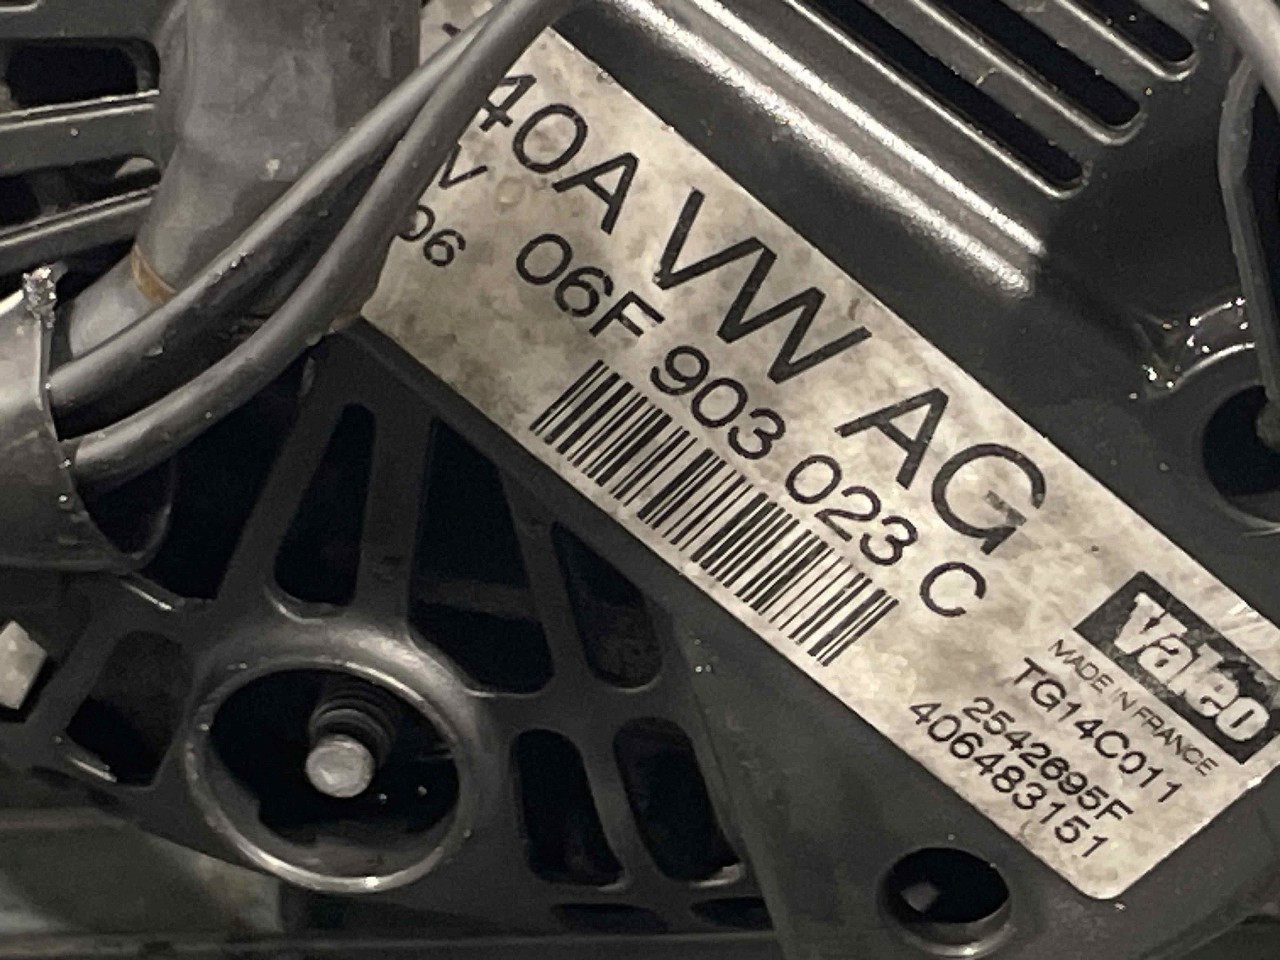 40A VW AG
V 06F 903 023 C
06
Valeo
MADE IN FRANCE
TG14C011
2542695F
406483151